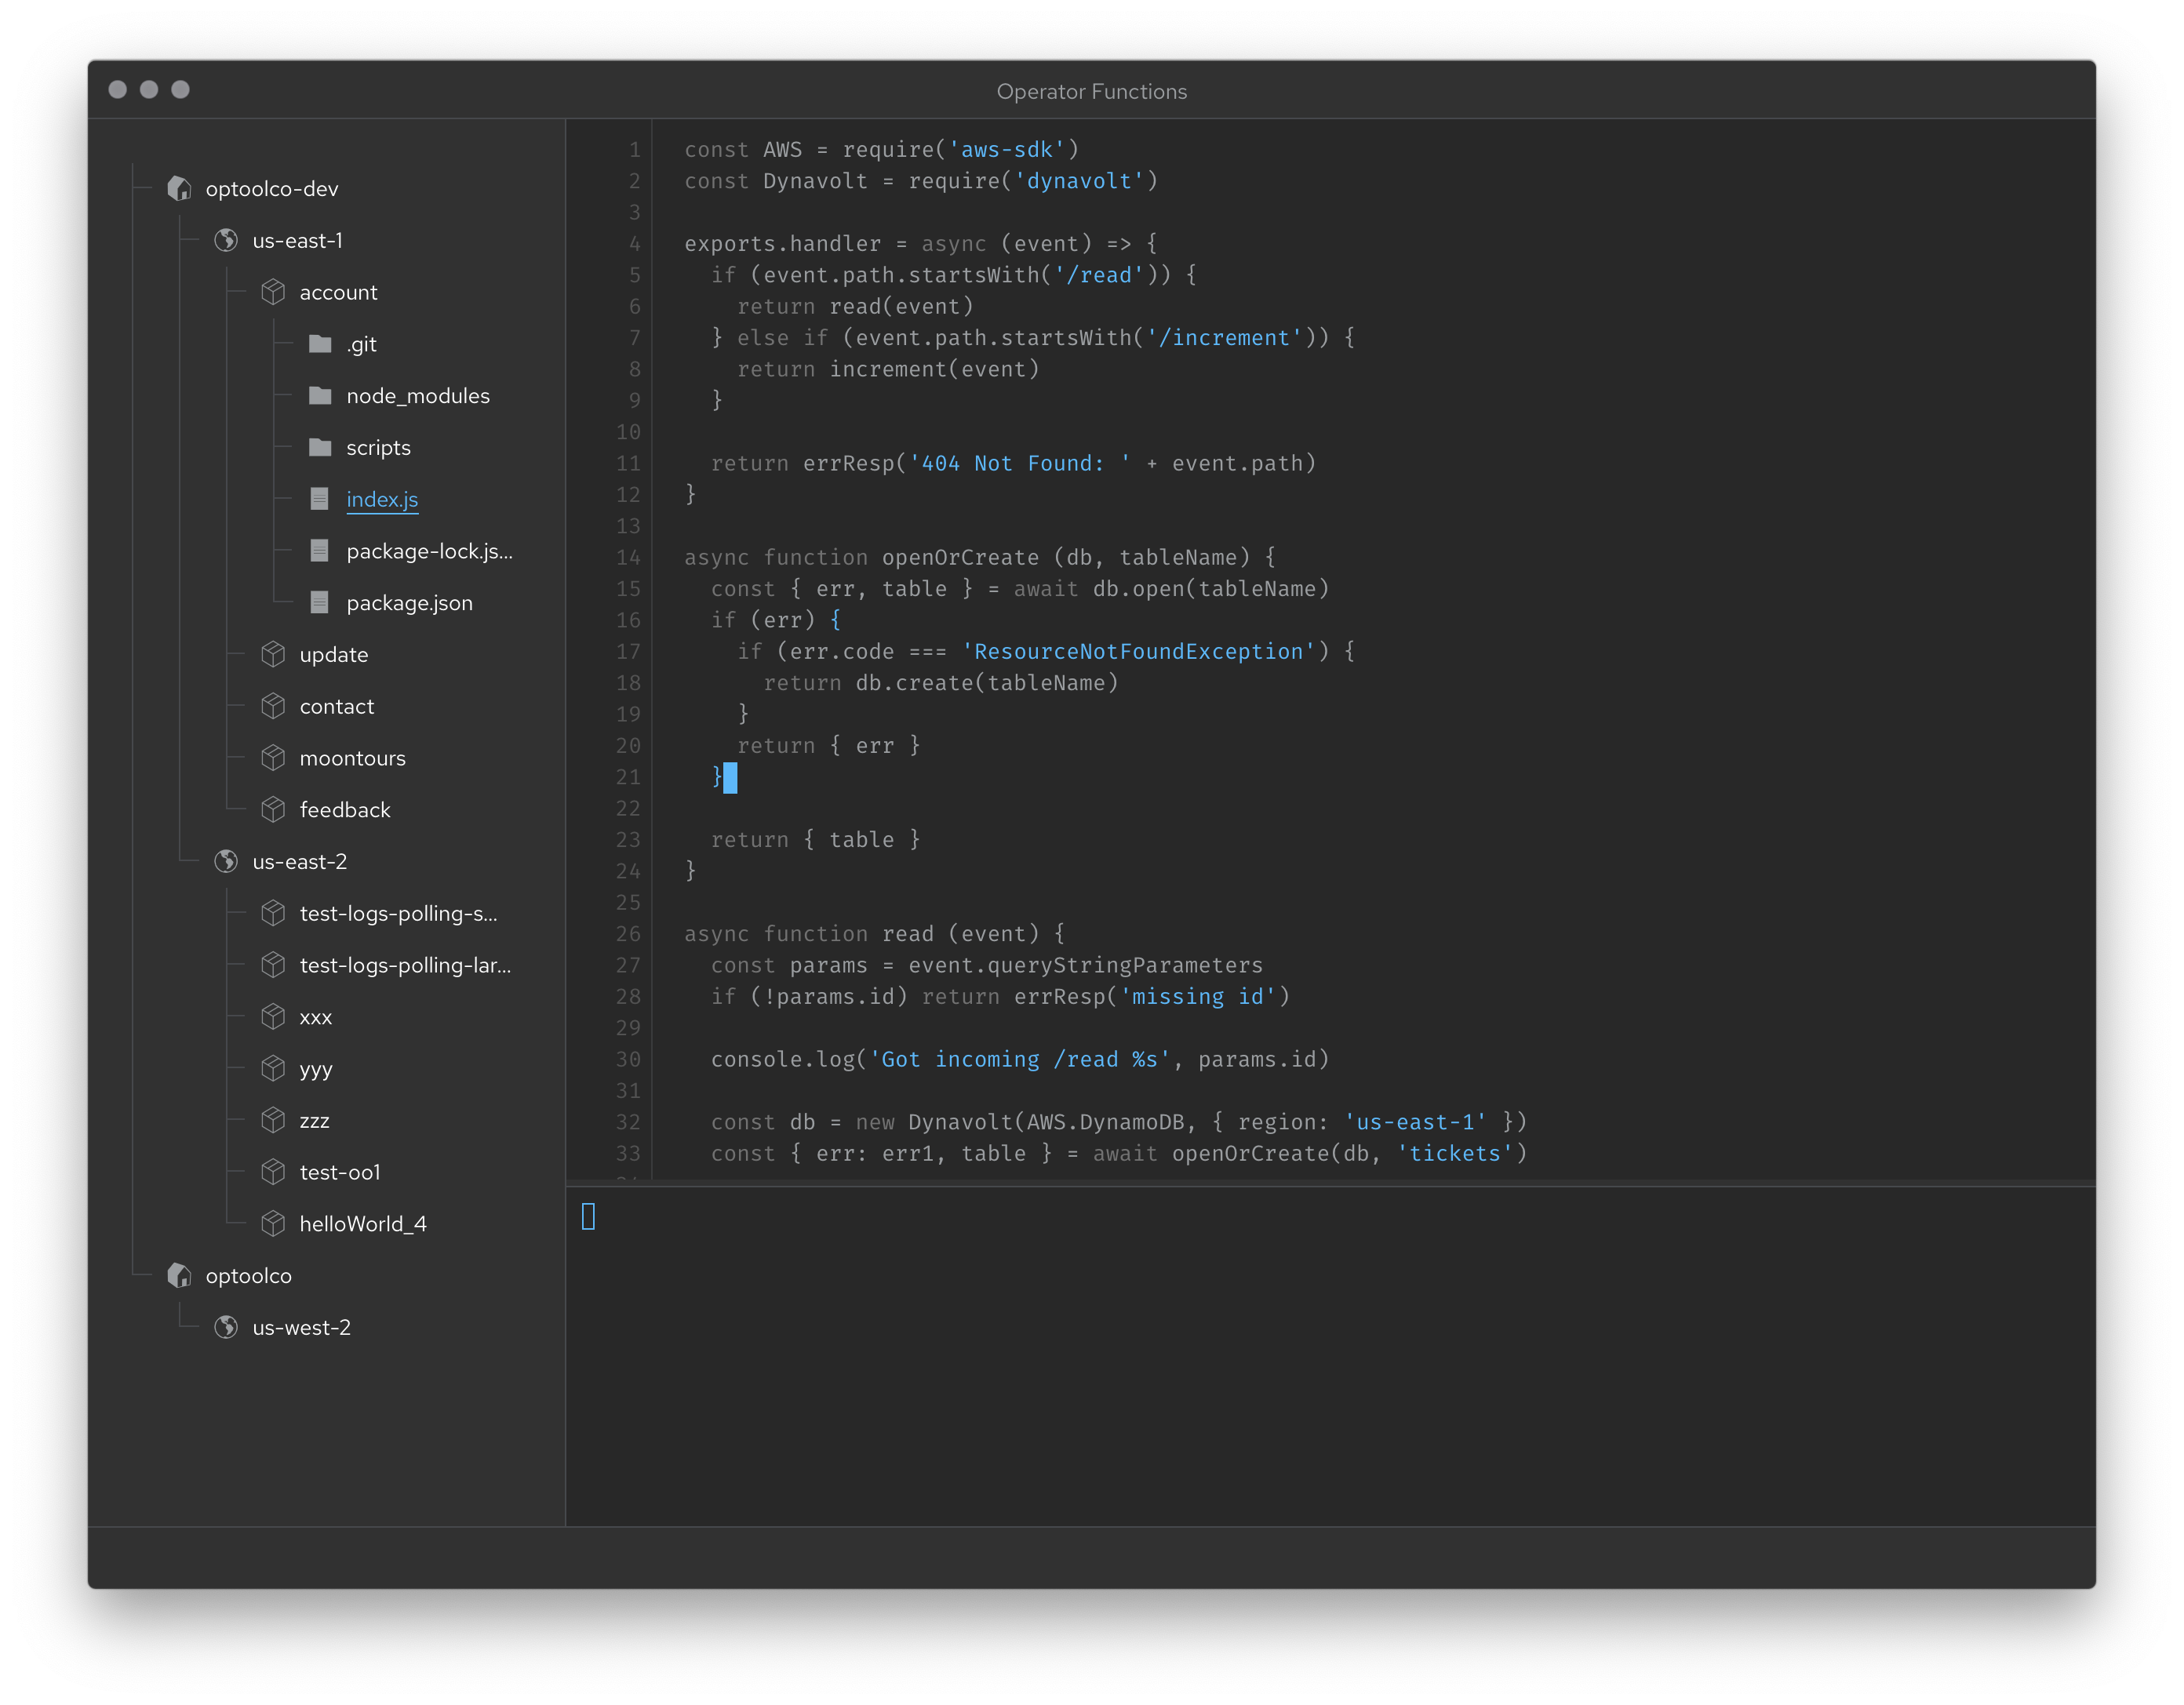 Operator Functions
optoolco-dev
us-east-1
account
.git
node_modules
scripts
index.js
package-lock.js...
package.json
update
contact
moontours
feedback
us-east-2
test-logs-polling-s...
test-logs-polling-lar...
xxx
yyy
zzz
test-oo1
helloWorld_4
optoolco
us-west-2
1 const AWS = require('aws-sdk')
2 const Dynavolt = require('dynavolt')
3
4 exports.handler = async (event) => {
5   if (event.path.startsWith('/read')) {
6     return read(event)
7   } else if (event.path.startsWith('/increment')) {
8     return increment(event)
9   }
10
11   return errResp('404 Not Found: ' + event.path)
12 }
13
14 async function openOrCreate (db, tableName) {
15   const { err, table } = await db.open(tableName)
16   if (err) {
17     if (err.code === 'ResourceNotFoundException') {
18       return db.create(tableName)
19     }
20     return { err }
21   }
22
23   return { table }
24 }
25
26 async function read (event) {
27   const params = event.queryStringParameters
28   if (!params.id) return errResp('missing id')
29
30   console.log('Got incoming /read %s', params.id)
31
32   const db = new Dynavolt(AWS.DynamoDB, { region: 'us-east-1' })
33   const { err: err1, table } = await openOrCreate(db, 'tickets')